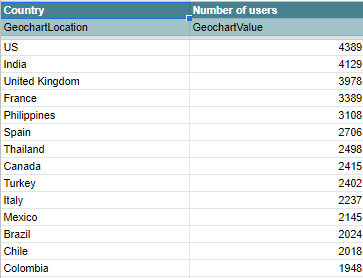 Country Number of users
GeochartLocation GeochartValue
US 4389
India 4129
United Kingdom 3978
France 3389
Philippines 3108
Spain 2706
Thailand 2498
Canada 2415
Turkey 2402
Italy 2237
Mexico 2145
Brazil 2024
Chile 2018
Colombia 1948